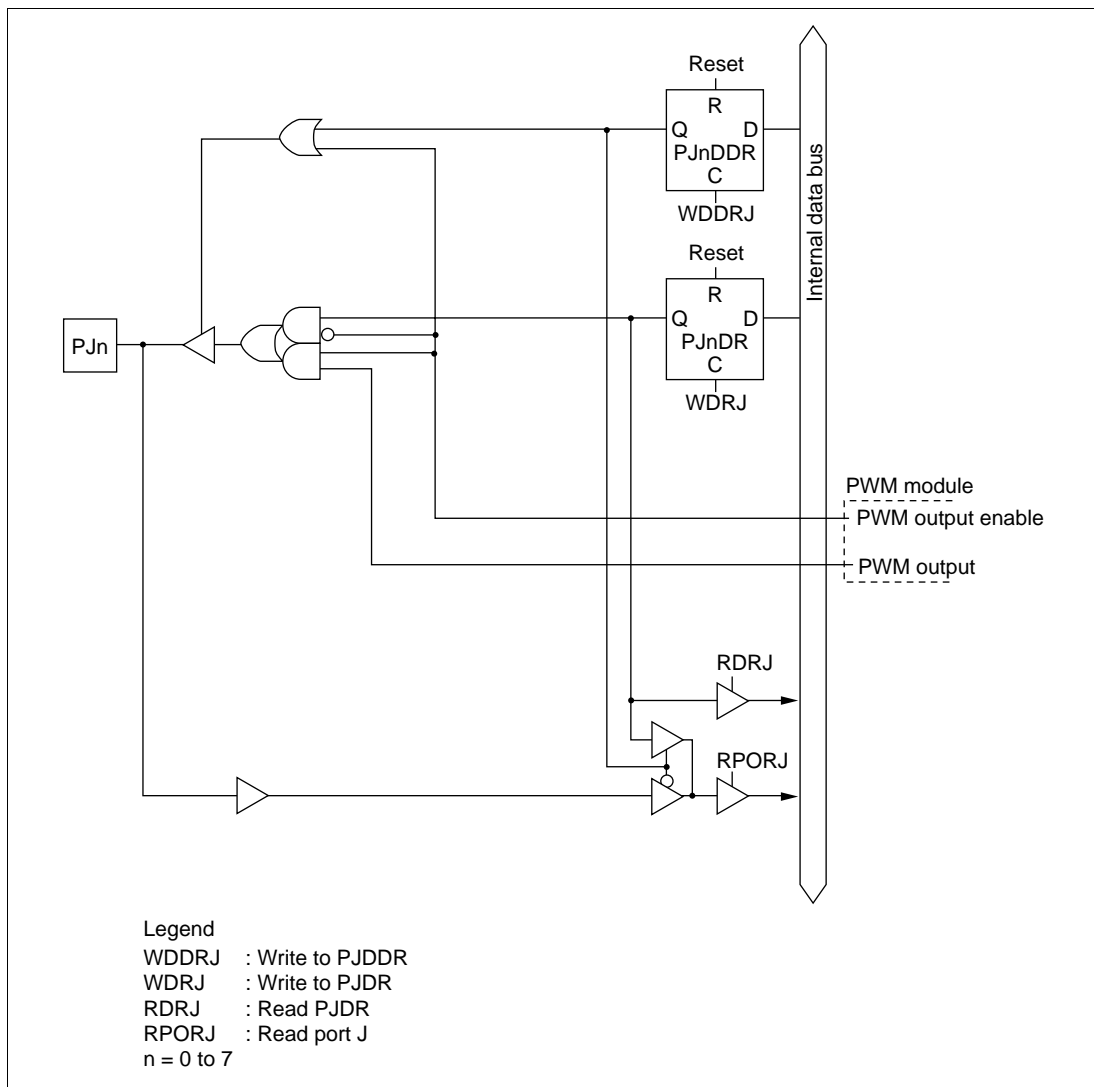 Reset
R
Q D
PJnDDR
C
WDDRJ
Reset
R
Q D
PJnDR
C
WDRJ
Internal data bus
PJn
PWM module
PWM output enable
PWM output
RDRJ
RPORJ
Legend
WDDRJ : Write to PJDDR
WDRJ : Write to PJDR
RDRJ : Read PJDR
RPORJ : Read port J
n = 0 to 7